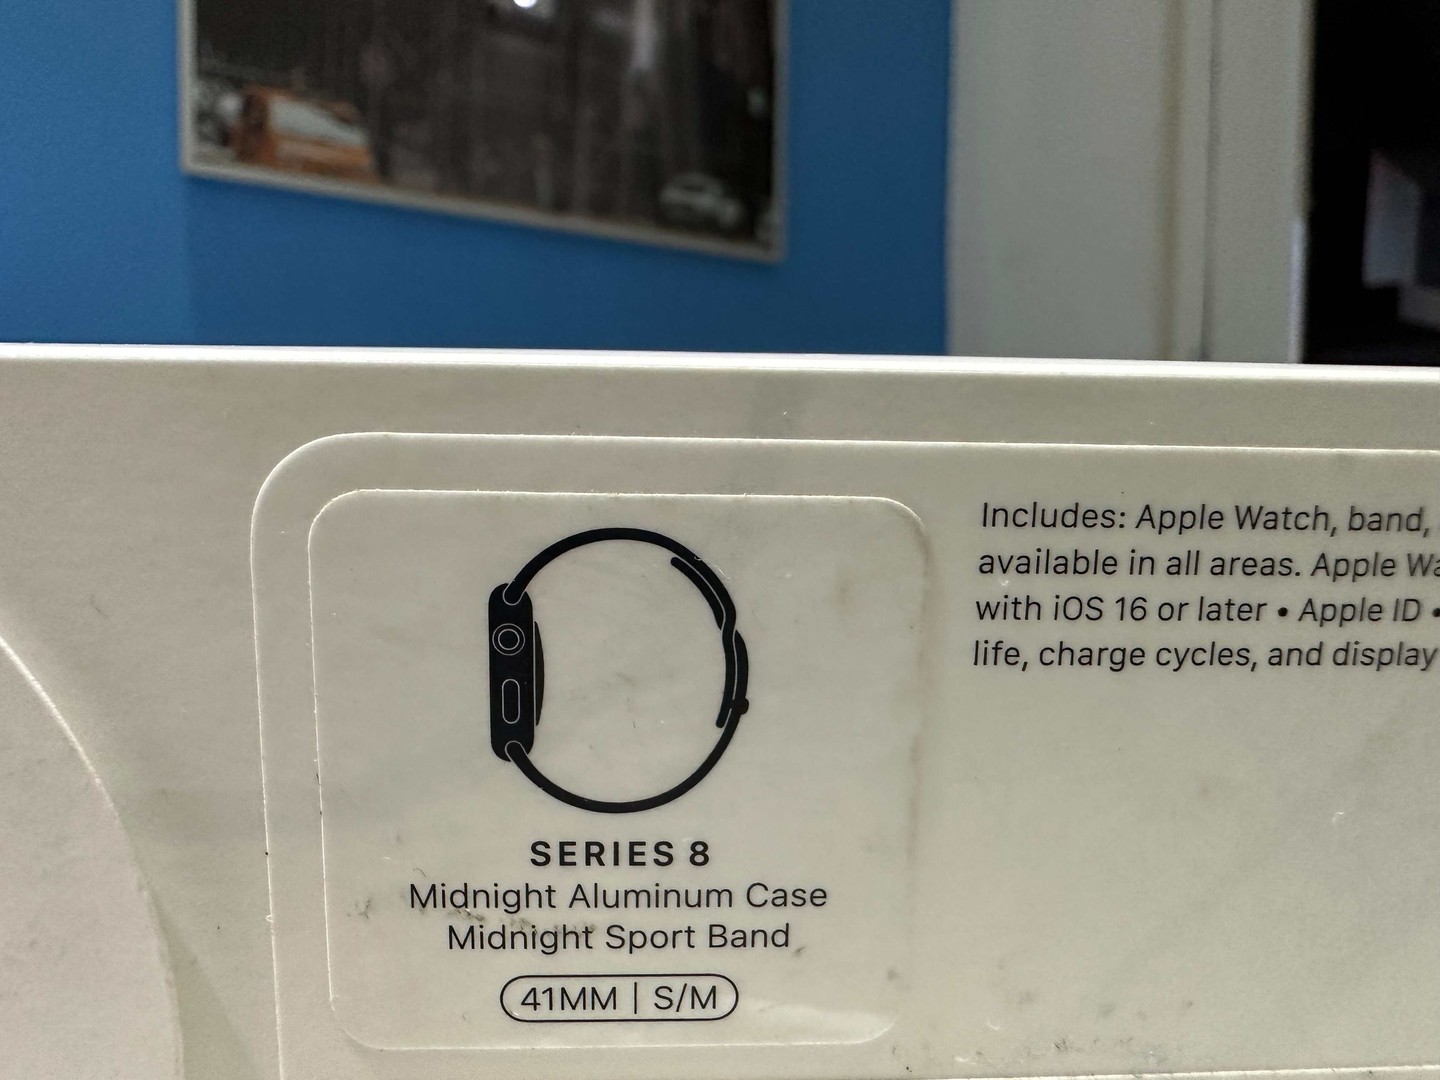 SERIES 8
Midnight Aluminum Case
Midnight Sport Band
41MM | S/M
Includes: Apple Watch, band,
available in all areas. Apple Wa
with iOS 16 or later • Apple ID •
life, charge cycles, and display